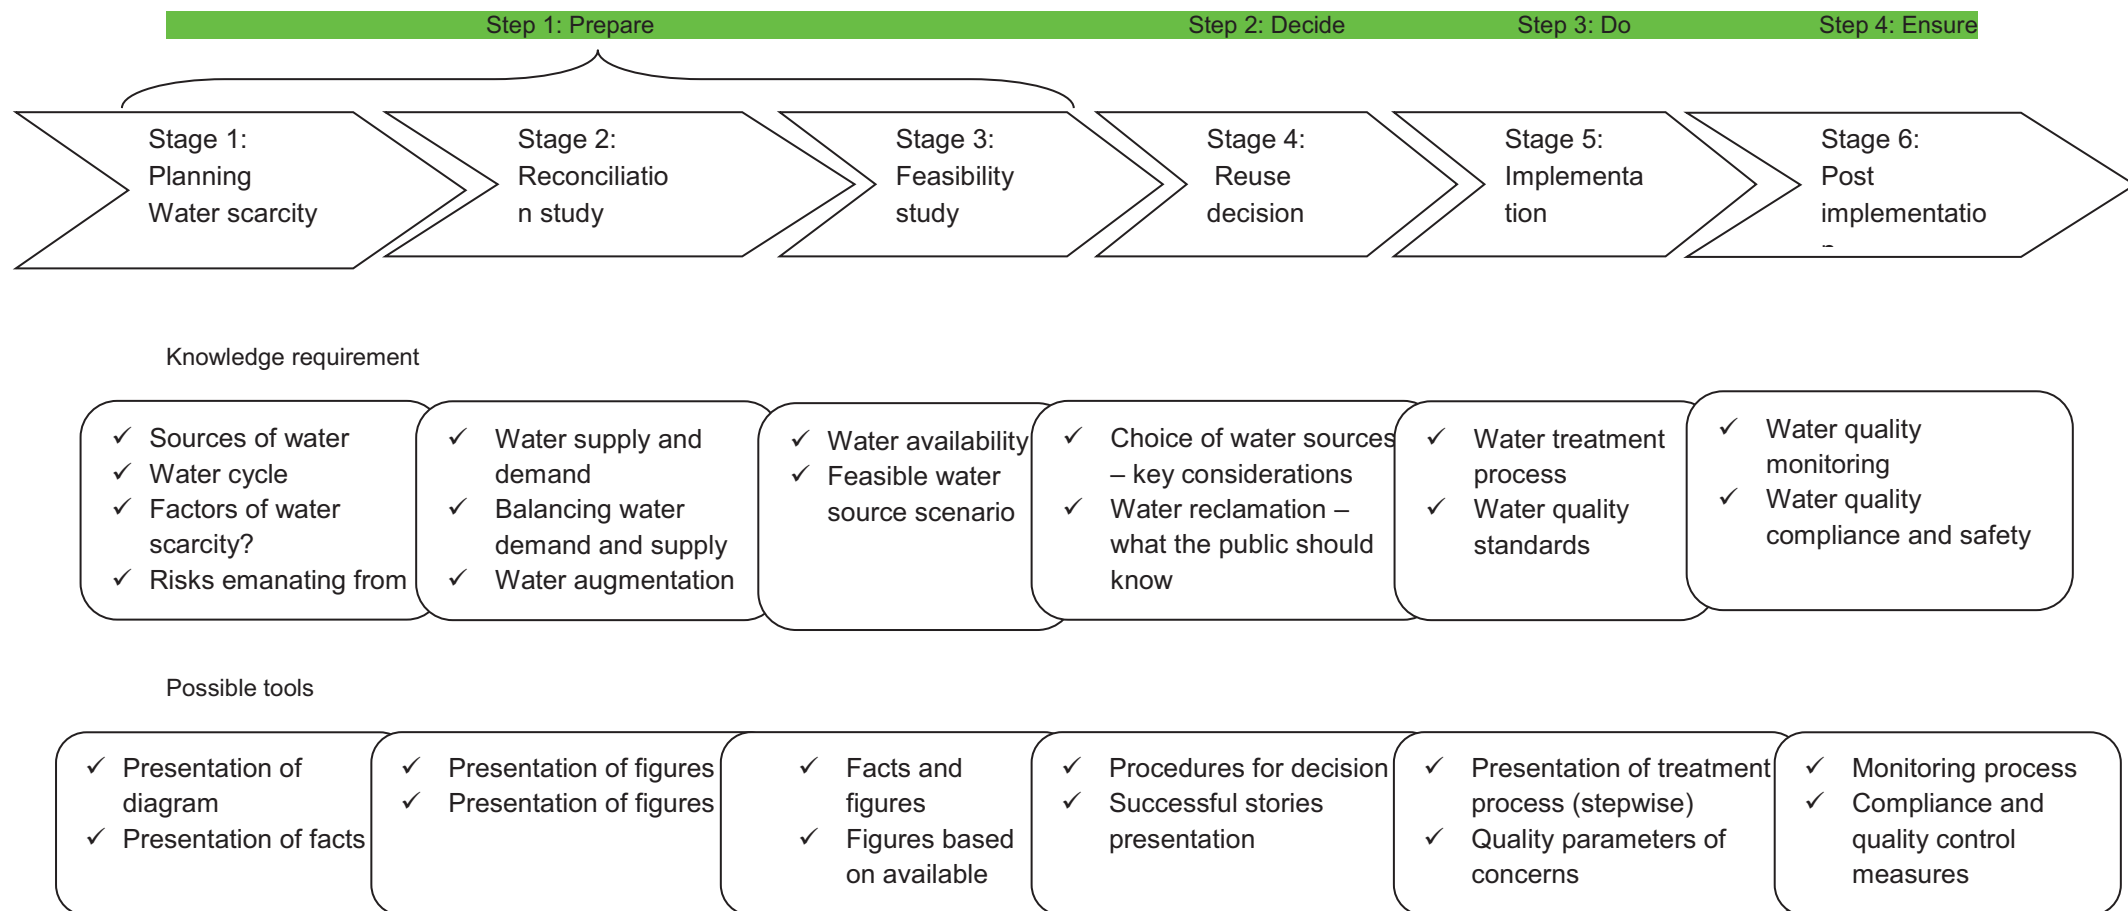 Step 1: Prepare
Step 2: Decide
Step 3: Do
Step 4: Ensure
Stage 1:
Planning
Water scarcity
Stage 2:
Reconciliatio
n study
Stage 3:
Feasibility
study
Stage 4:
Reuse
decision
Stage 5:
Implementa
tion
Stage 6:
Post
implementatio
Knowledge requirement
✓ Sources of water
✓ Water cycle
✓ Factors of water
scarcity?
✓ Risks emanating from
✓ Water supply and
demand
✓ Balancing water
demand and supply
✓ Water augmentation
✓ Water availability
✓ Feasible water
source scenario
✓ Choice of water sources
– key considerations
✓ Water reclamation –
what the public should
know
✓ Water treatment
process
✓ Water quality
standards
✓ Water quality
monitoring
✓ Water quality
compliance and safety
Possible tools
✓ Presentation of
diagram
✓ Presentation of facts
✓ Presentation of figures
✓ Presentation of figures
✓ Facts and
figures
✓ Figures based
on available
✓ Procedures for decision
✓ Successful stories
presentation
✓ Presentation of treatment
process (stepwise)
✓ Quality parameters of
concerns
✓ Monitoring process
✓ Compliance and
quality control
measures